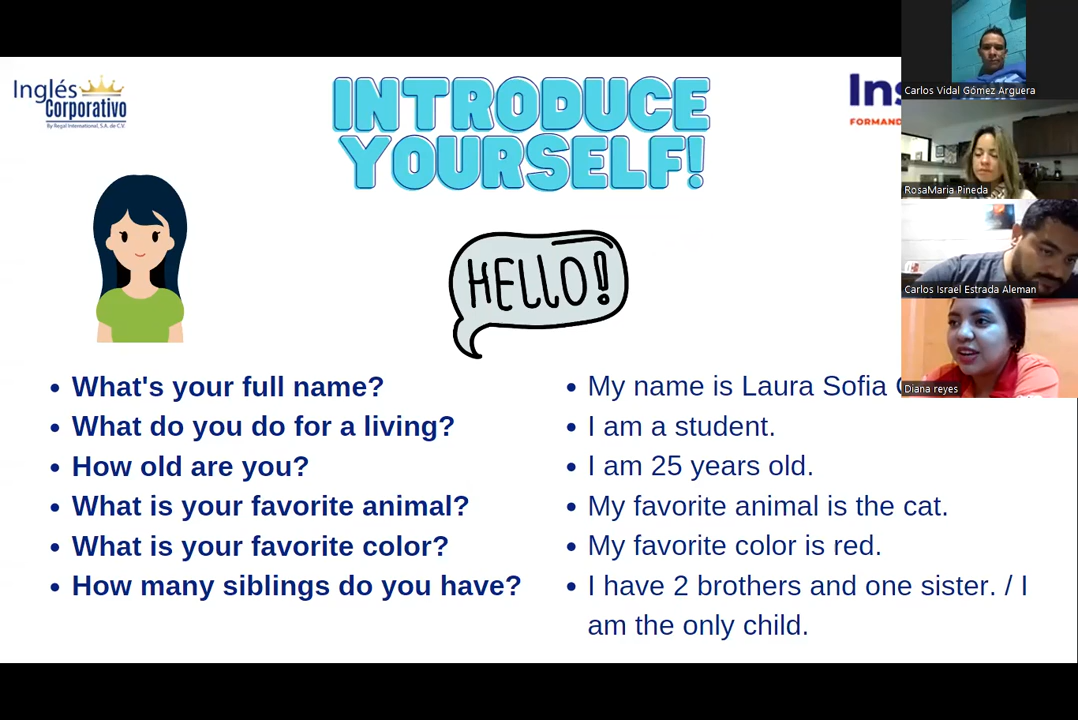 Inglés
Corporativo
By Regal International, S.A. de C.V.
INTRODUCE
YOURSELF!
HELLO!
What's your full name?
What do you do for a living?
How old are you?
What is your favorite animal?
What is your favorite color?
How many siblings do you have?
My name is Laura Sofia
I am a student.
I am 25 years old.
My favorite animal is the cat.
My favorite color is red.
I have 2 brothers and one sister. / I
am the only child.
Carlos Vidal Gómez Arguera
RosaMaria Pineda
Carlos Israel Estrada Aleman
Diana reyes